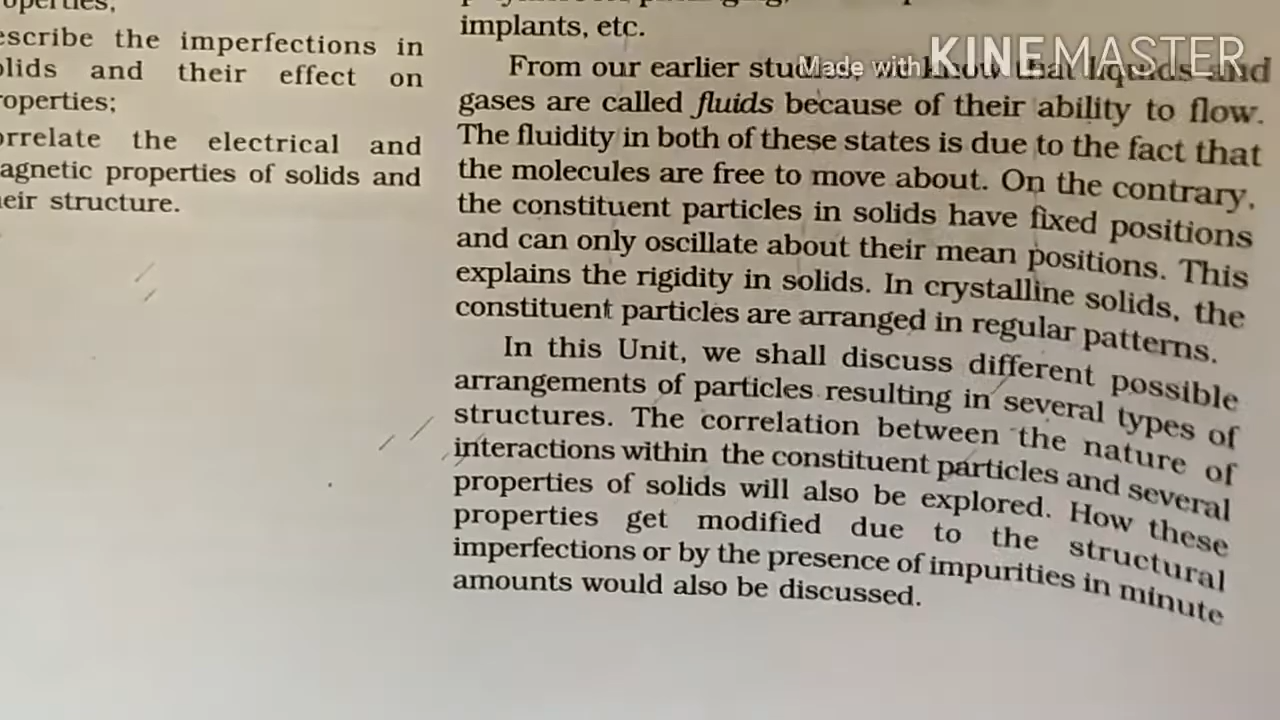 operties;
escribe the imperfections in
olids and their effect on
roperties;
orrelate the electrical and
agnetic properties of solids and
eir structure.
implants, etc.
From our earlier that liquids and
gases are called fluids because of their ability to flow.
The fluidity in both of these states is due to the fact that
the molecules are free to move about. On the contrary,
the constituent particles in solids have fixed positions
and can only oscillate about their mean positions. This
explains the rigidity in solids. In crystalline solids, the
constituent particles are arranged in regular patterns.
In this Unit, we shall discuss different possible
arrangements of particles resulting in several types of
structures. The correlation between the nature of
interactions within the constituent particles and several
properties of solids will also be explored. How these
properties get modified due to the structural
imperfections or by the presence of impurities in minute
amounts would also be discussed.
Made with KINEMASTER